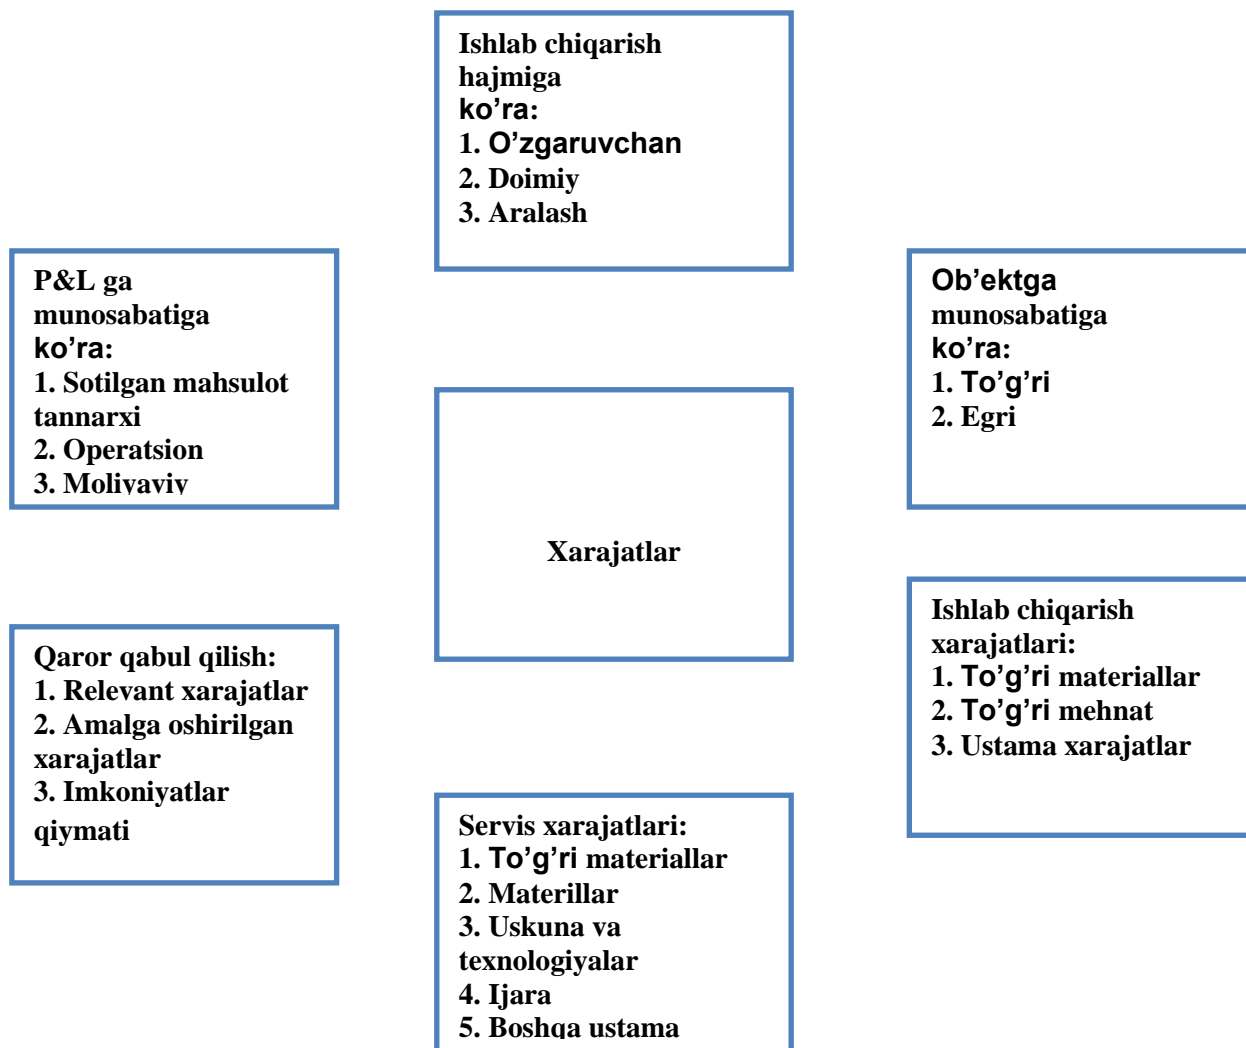 Ishlab chiqarish
hajmiga
ko’ra:
1. O’zgaruvchan
2. Doimiy
3. Aralash
P&L ga
munosabatiga
ko’ra:
1. Sotilgan mahsulot
tannarxi
2. Operatsion
3. Moliyaviy
Ob’ektga
munosabatiga
ko’ra:
1. To’g’ri
2. Egri
Xarajatlar
Qaror qabul qilish:
1. Relevant xarajatlar
2. Amalga oshirilgan
xarajatlar
3. Imkoniyatlar
qiymati
Ishlab chiqarish
xarajatlari:
1. To’g’ri materiallar
2. To’g’ri mehnat
3. Ustama xarajatlar
Servis xarajatlari:
1. To’g’ri materiallar
2. Materillar
3. Uskuna va
texnologiyalar
4. Ijara
5. Boshqa ustama